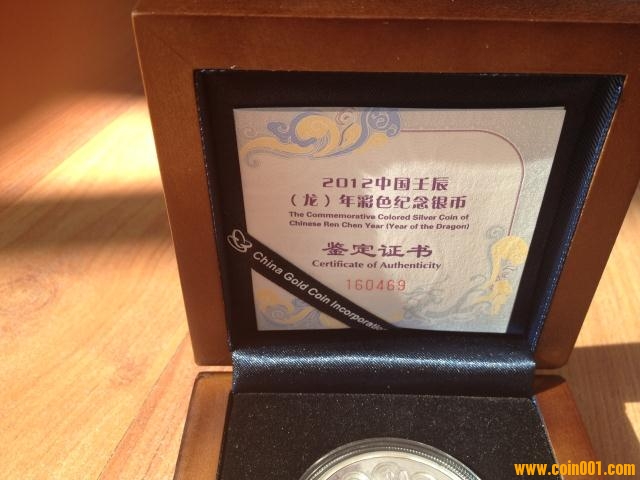 2012中国壬辰
（龙）年彩色纪念银币
The Commemorative Colored Silver Coin of
Chinese Ren Chen Year (Year of the Dragon)
鉴定证书
Certificate of Authenticity
160469
China Gold Coin Incorporation
www.coin001.com